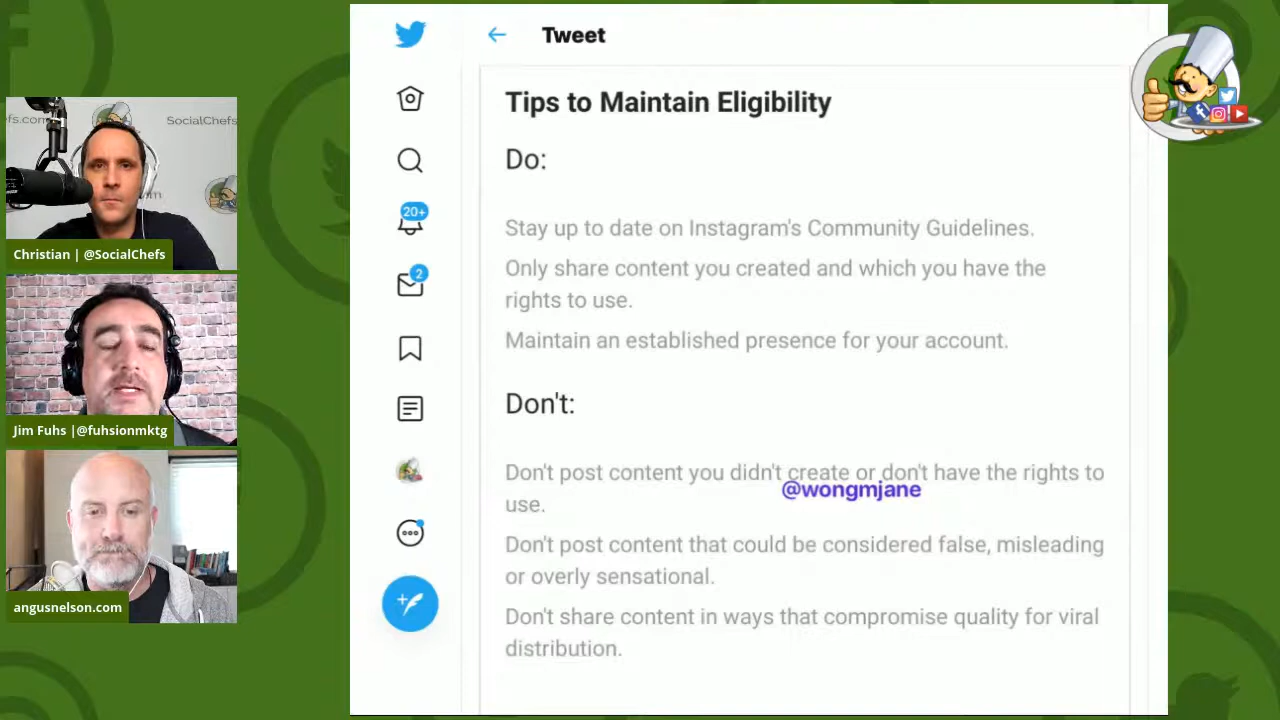 Tweet
Tips to Maintain Eligibility
Do:
Stay up to date on Instagram's Community Guidelines.
Only share content you created and which you have the
rights to use.
Maintain an established presence for your account.
Don't:
Don't post content you didn't create or don't have the rights to
use.
@wongmjane
Don't post content that could be considered false, misleading
or overly sensational.
Don't share content in ways that compromise quality for viral
distribution.
20+
2
fs.com
SocialChefs
Christian | @SocialChefs
Jim Fuhs |@fuhsionmktg
angusnelson.com